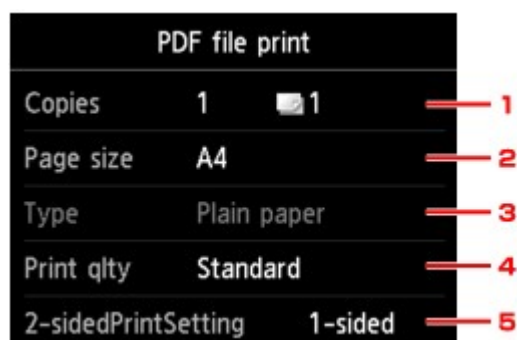 PDF file print
Copies 1 1 1
Page size A4 2
Type Plain paper 3
Print qlty Standard 4
2-sidedPrintSetting 1-sided 5